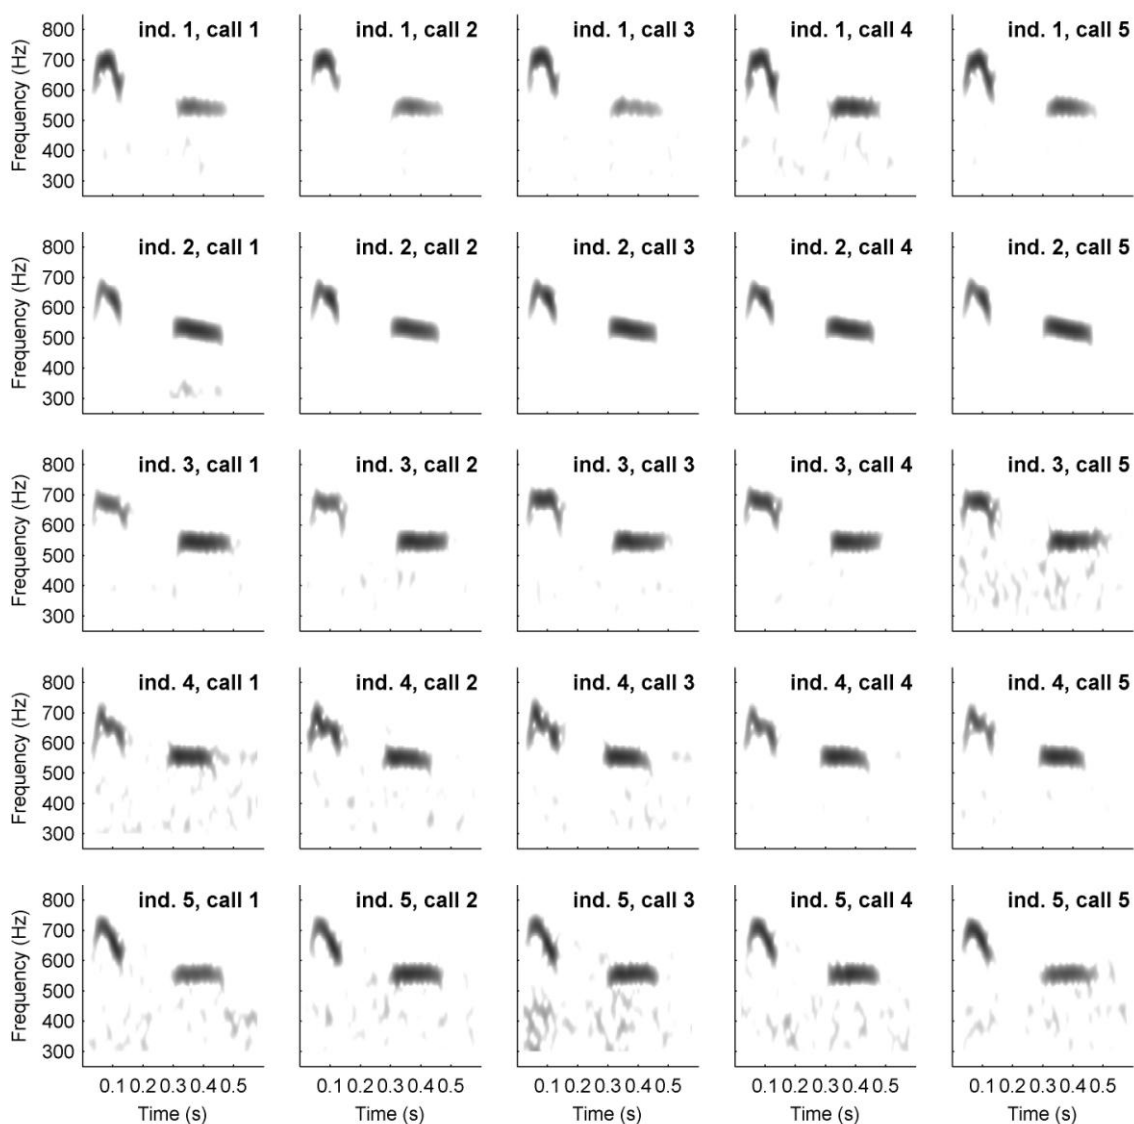 ind. 1, call 1 ind. 1, call 2 ind. 1, call 3 ind. 1, call 4 ind. 1, call 5
Frequency (Hz)
800
700
600
500
400
300
ind. 2, call 1 ind. 2, call 2 ind. 2, call 3 ind. 2, call 4 ind. 2, call 5
Frequency (Hz)
800
700
600
500
400
300
ind. 3, call 1 ind. 3, call 2 ind. 3, call 3 ind. 3, call 4 ind. 3, call 5
Frequency (Hz)
800
700
600
500
400
300
ind. 4, call 1 ind. 4, call 2 ind. 4, call 3 ind. 4, call 4 ind. 4, call 5
Frequency (Hz)
800
700
600
500
400
300
ind. 5, call 1 ind. 5, call 2 ind. 5, call 3 ind. 5, call 4 ind. 5, call 5
Frequency (Hz)
800
700
600
500
400
300
0.1 0.2 0.3 0.4 0.5 0.1 0.2 0.3 0.4 0.5 0.1 0.2 0.3 0.4 0.5 0.1 0.2 0.3 0.4 0.5 0.1 0.2 0.3 0.4 0.5
Time (s) Time (s) Time (s) Time (s) Time (s)